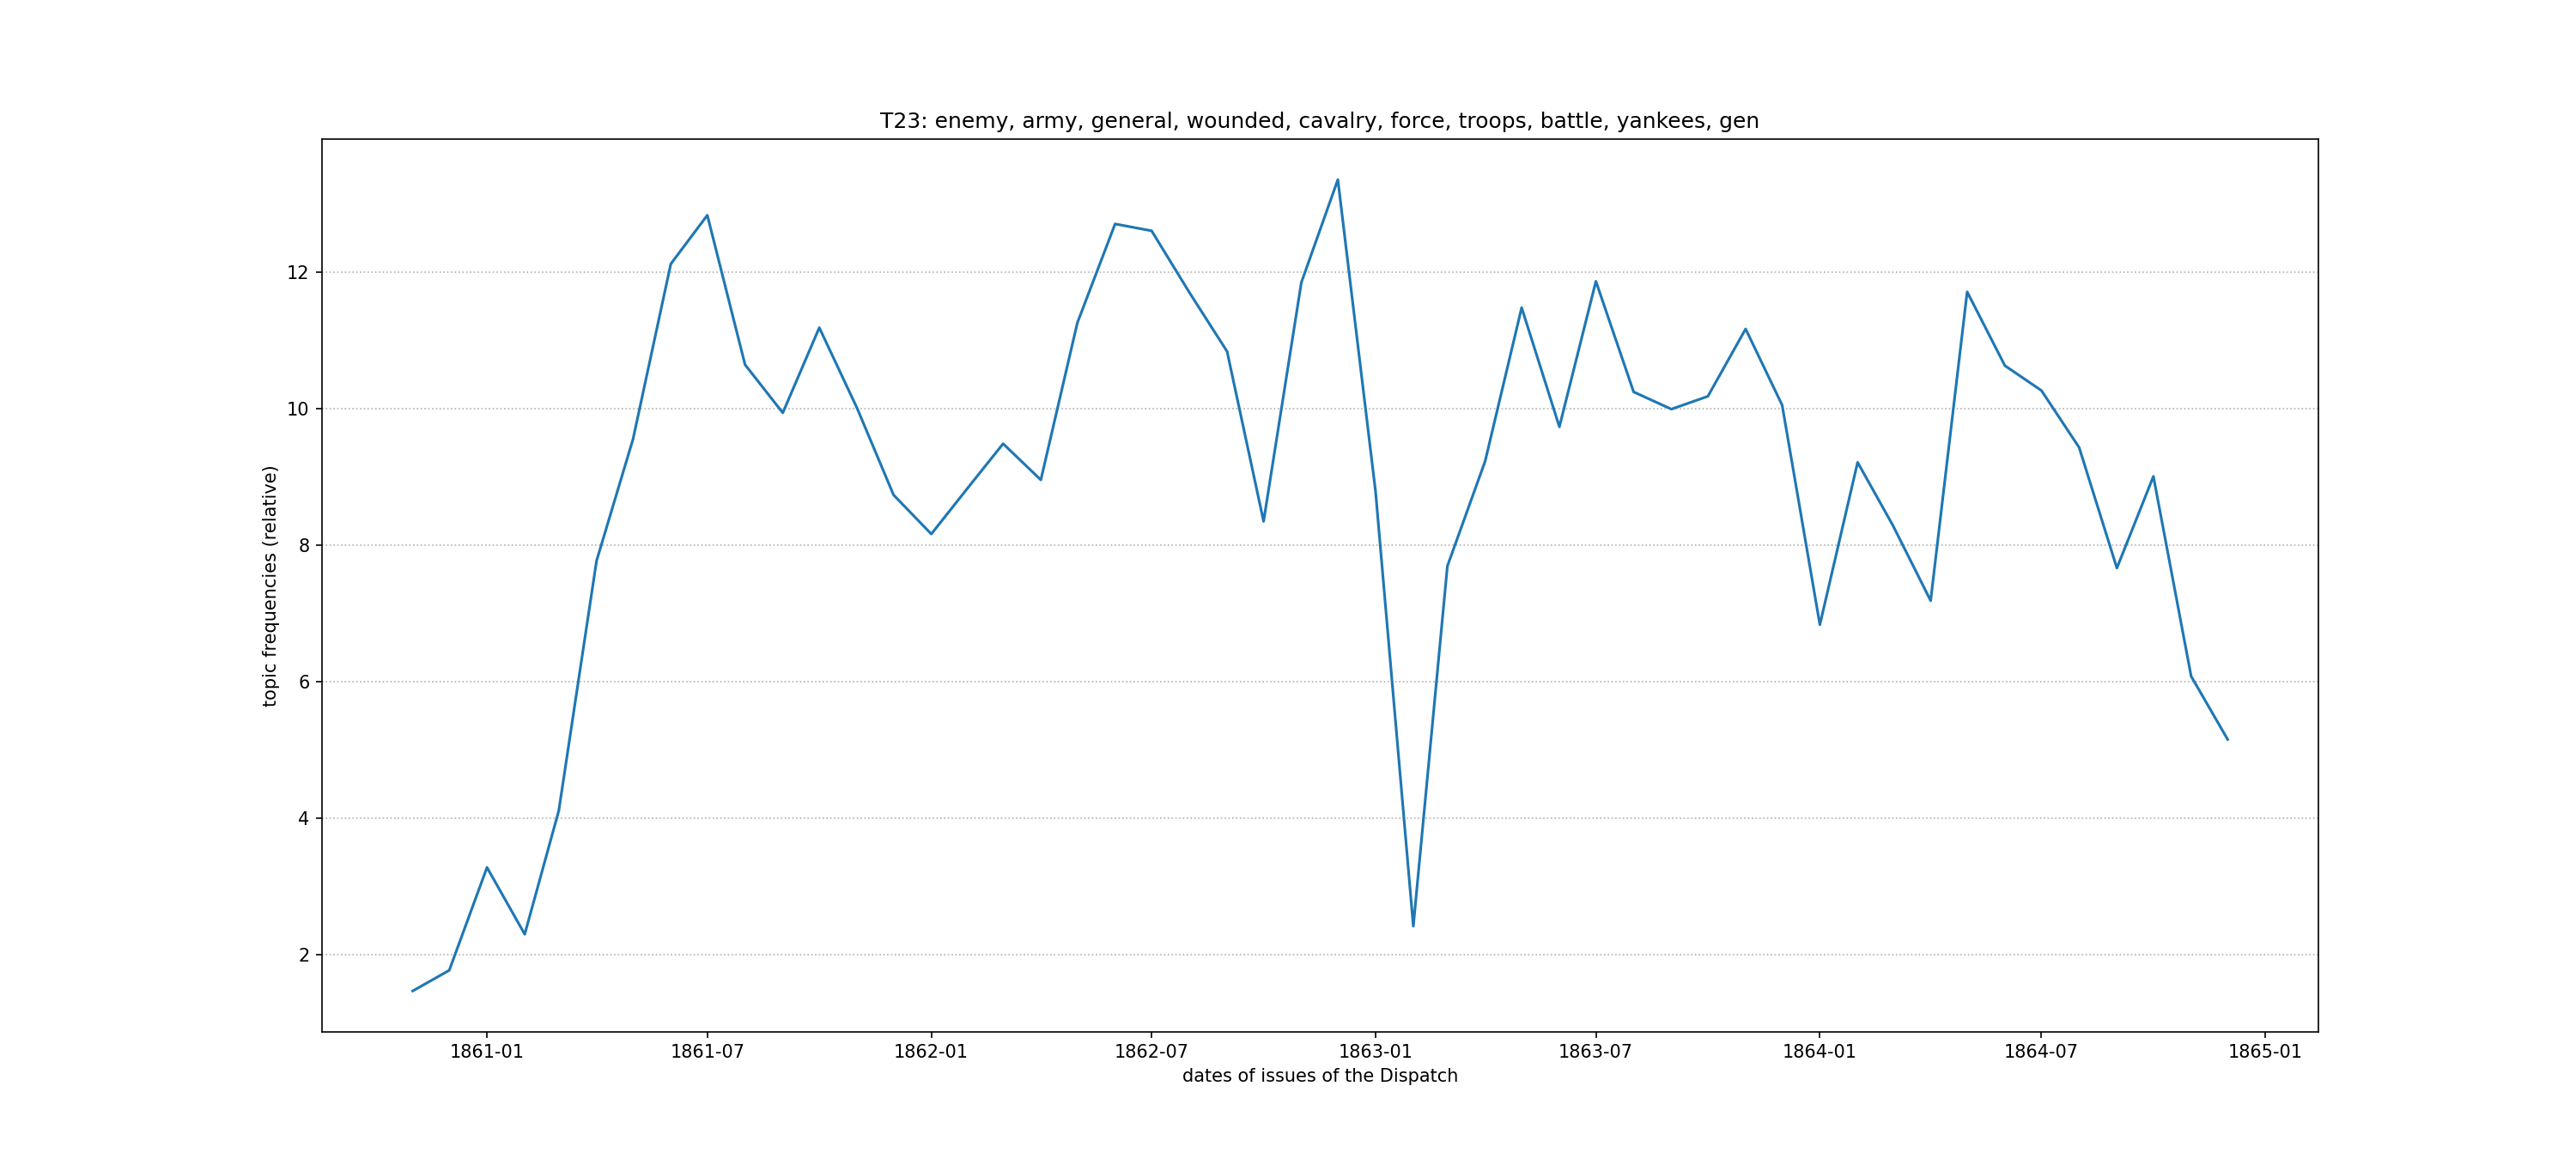 T23: enemy, army, general, wounded, cavalry, force, troops, battle, yankees, gen
topic frequencies (relative)
12
10
8
6
4
2
1861-01 1861-07 1862-01 1862-07 1863-01 1863-07 1864-01 1864-07 1865-01
dates of issues of the Dispatch